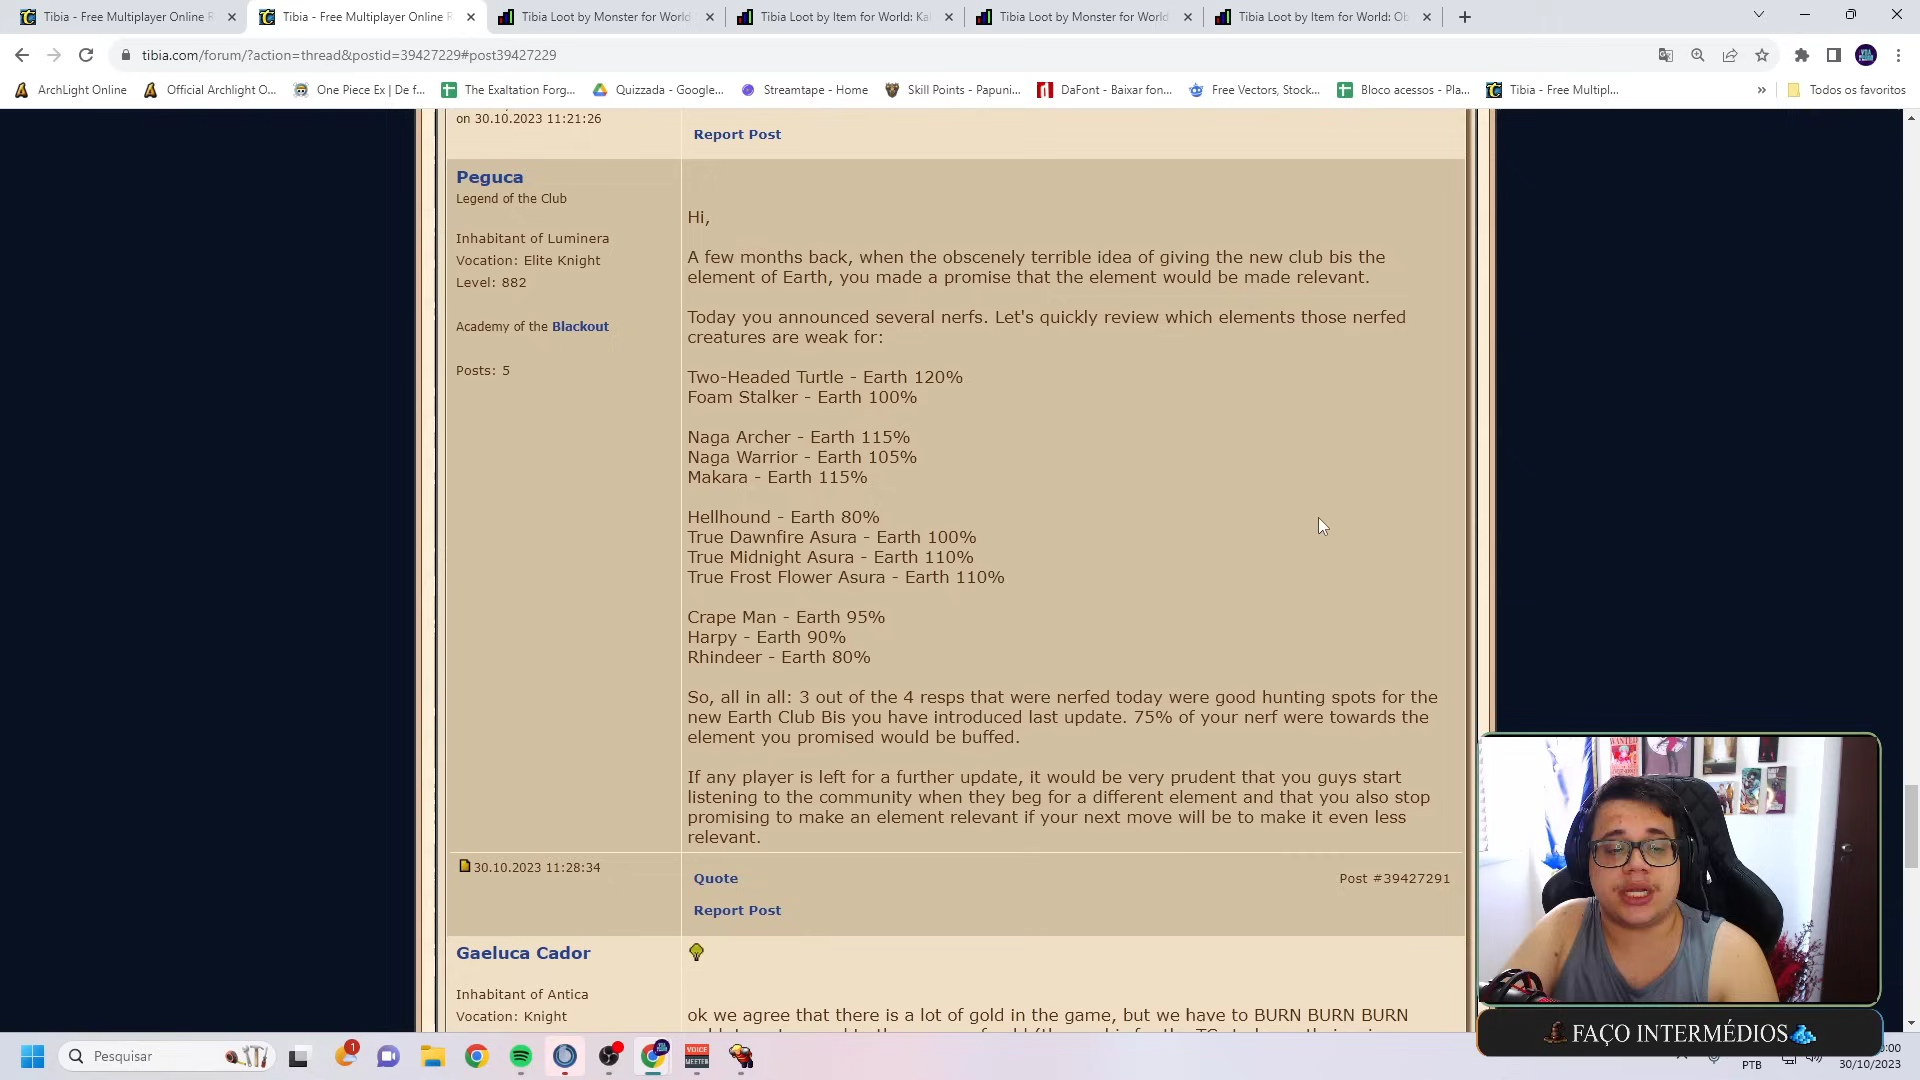 Tibia - Free Multiplayer Online R
Tibia - Free Multiplayer Online R
Tibia Loot by Monster for World
Tibia Loot by Item for World: Kal
Tibia Loot by Monster for World
Tibia Loot by Item for World: Ob
tibia.com/forum/?action=thread&postid=39427229#post39427229
ArchLight Online
Official Archlight O...
One Piece Ex | De f...
The Exaltation Forg...
Quizzada - Google...
Streamtape - Home
Skill Points - Papuni...
DaFont - Baixar fon...
Free Vectors, Stock...
Bloco acessos - Pla...
Tibia - Free Multipl...
»
Todos os favoritos
on 30.10.2023 11:21:26
Report Post
Peguca
Legend of the Club
Inhabitant of Luminera
Vocation: Elite Knight
Level: 882
Academy of the Blackout
Posts: 5
Hi,
A few months back, when the obscenely terrible idea of giving the new club bis the
element of Earth, you made a promise that the element would be made relevant.
Today you announced several nerfs. Let's quickly review which elements those nerfed
creatures are weak for:
Two-Headed Turtle - Earth 120%
Foam Stalker - Earth 100%
Naga Archer - Earth 115%
Naga Warrior - Earth 105%
Makara - Earth 115%
Hellhound - Earth 80%
True Dawnfire Asura - Earth 100%
True Midnight Asura - Earth 110%
True Frost Flower Asura - Earth 110%
Crape Man - Earth 95%
Harpy - Earth 90%
Rhindeer - Earth 80%
So, all in all: 3 out of the 4 resps that were nerfed today were good hunting spots for the
new Earth Club Bis you have introduced last update. 75% of your nerf were towards the
element you promised would be buffed.
If any player is left for a further update, it would be very prudent that you guys start
listening to the community when they beg for a different element and that you also stop
promising to make an element relevant if your next move will be to make it even less
relevant.
30.10.2023 11:28:34
Quote
Post #39427291
Report Post
Gaeluca Cador
Inhabitant of Antica
Vocation: Knight
ok we agree that there is a lot of gold in the game, but we have to BURN BURN BURN
WANTED
FAÇO INTERMÉDIOS
Pesquisar
1
VOICE
MEETER
PTB
:00
30/10/2023